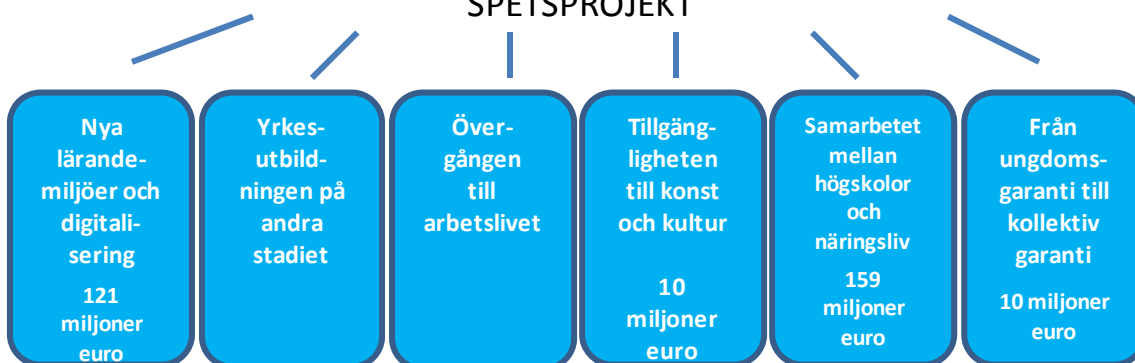 SPETSPROJEKT
Nya
lärande-
miljöer och
digitali-
sering
121
miljoner
euro
Yrkes-
utbild-
ningen på
andra
stadiet
Över-
gången
till
arbetslivet
Tillgäng-
ligheten
till konst
och kultur
10
miljoner
euro
Samarbetet
mellan
högskolor
och
näringsliv
159
miljoner
euro
Från
ungdoms-
garanti till
kollektiv
garanti
10 miljoner
euro